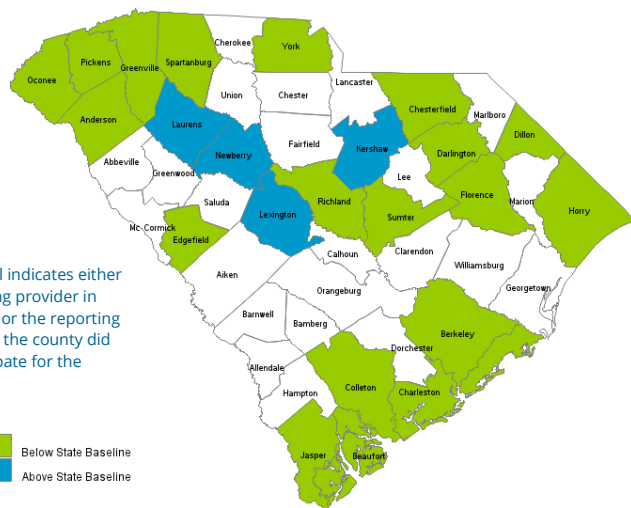 Cherokee
York
Oconee
Pickens
Greenville
Spartanburg
Union
Chester
Lancaster
Chesterfield
Marlboro
Dillon
Anderson
Laurens
Newberry
Fairfield
Kershaw
Darlington
Abbeville
Greenwood
Lee
Florence
Marion
Horry
Saluda
Lexington
Richland
Sumter
Mc Cormick
Edgefield
Calhoun
Clarendon
Williamsburg
Georgetown
Aiken
Orangeburg
Barnwell
Bamberg
Berkeley
Dorchester
Allendale
Hampton
Colleton
Charleston
Jasper
Beaufort
indicates either
g provider in
or the reporting
the county did
pate for the
Below State Baseline
Above State Baseline